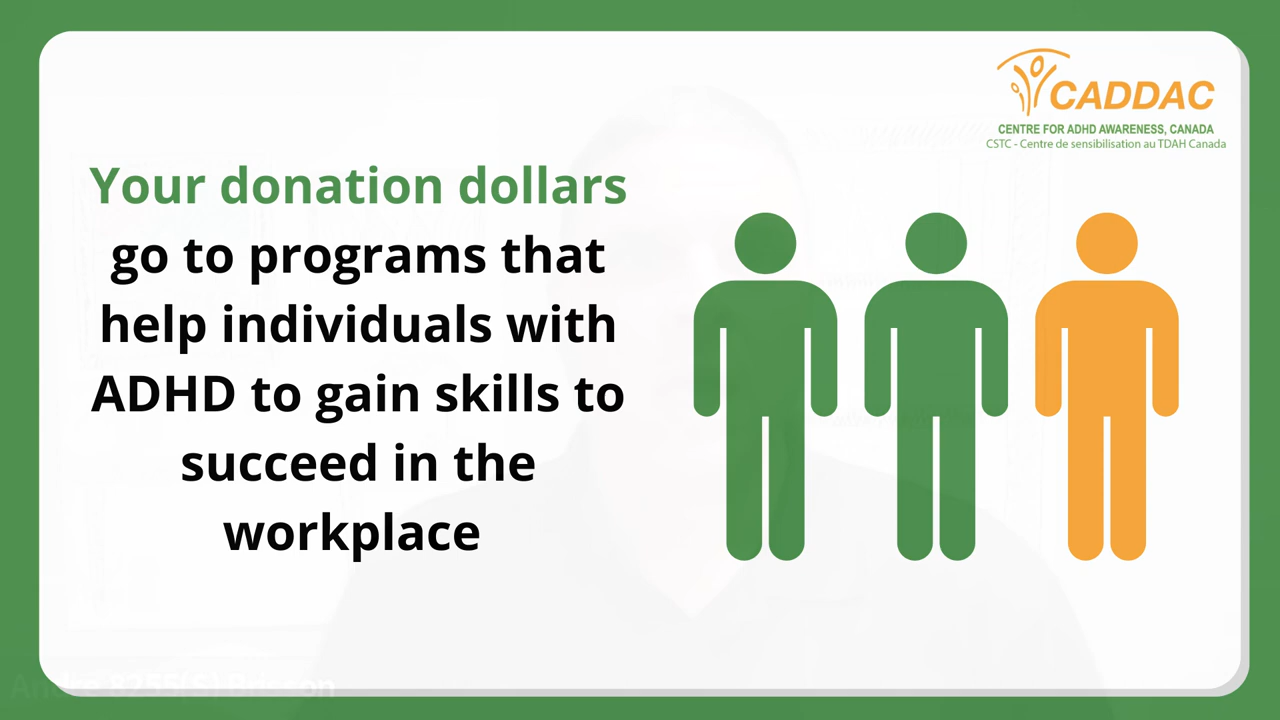 CADDAC
CENTRE FOR ADHD AWARENESS, CANADA
CSTC - Centre de sensibilisation au TDAH Canada
Your donation dollars
go to programs that
help individuals with
ADHD to gain skills to
succeed in the
workplace